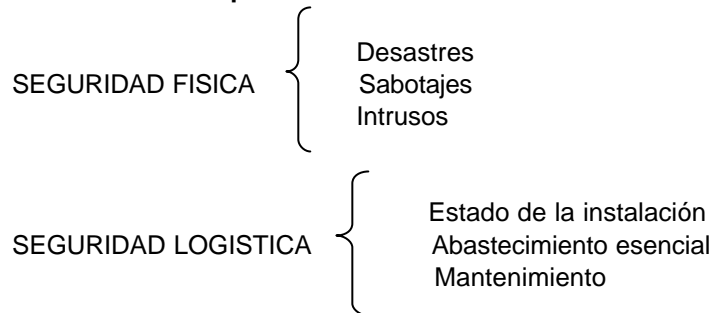 Desastres
SEGURIDAD FISICA
Sabotajes
Intrusos
Estado de la instalación
SEGURIDAD LOGISTICA
Abastecimiento esencial
Mantenimiento